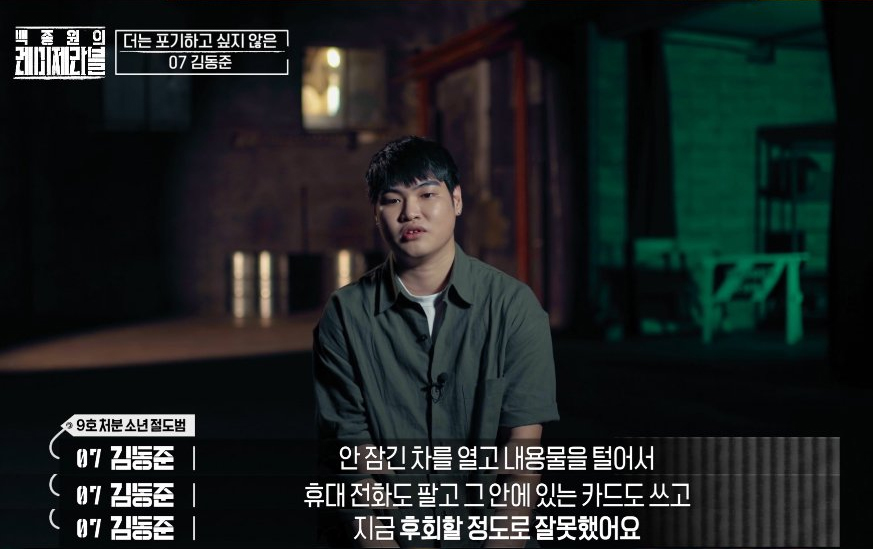 백종원의
레미제라블
더는 포기하고 싶지 않은
07 김동준
9호 처분 소년 절도범
07 김동준 | 안 잠긴 차를 열고 내용물을 털어서
07 김동준 | 휴대 전화도 팔고 그 안에 있는 카드도 쓰고
07 김동준 | 지금 후회할 정도로 잘못했어요